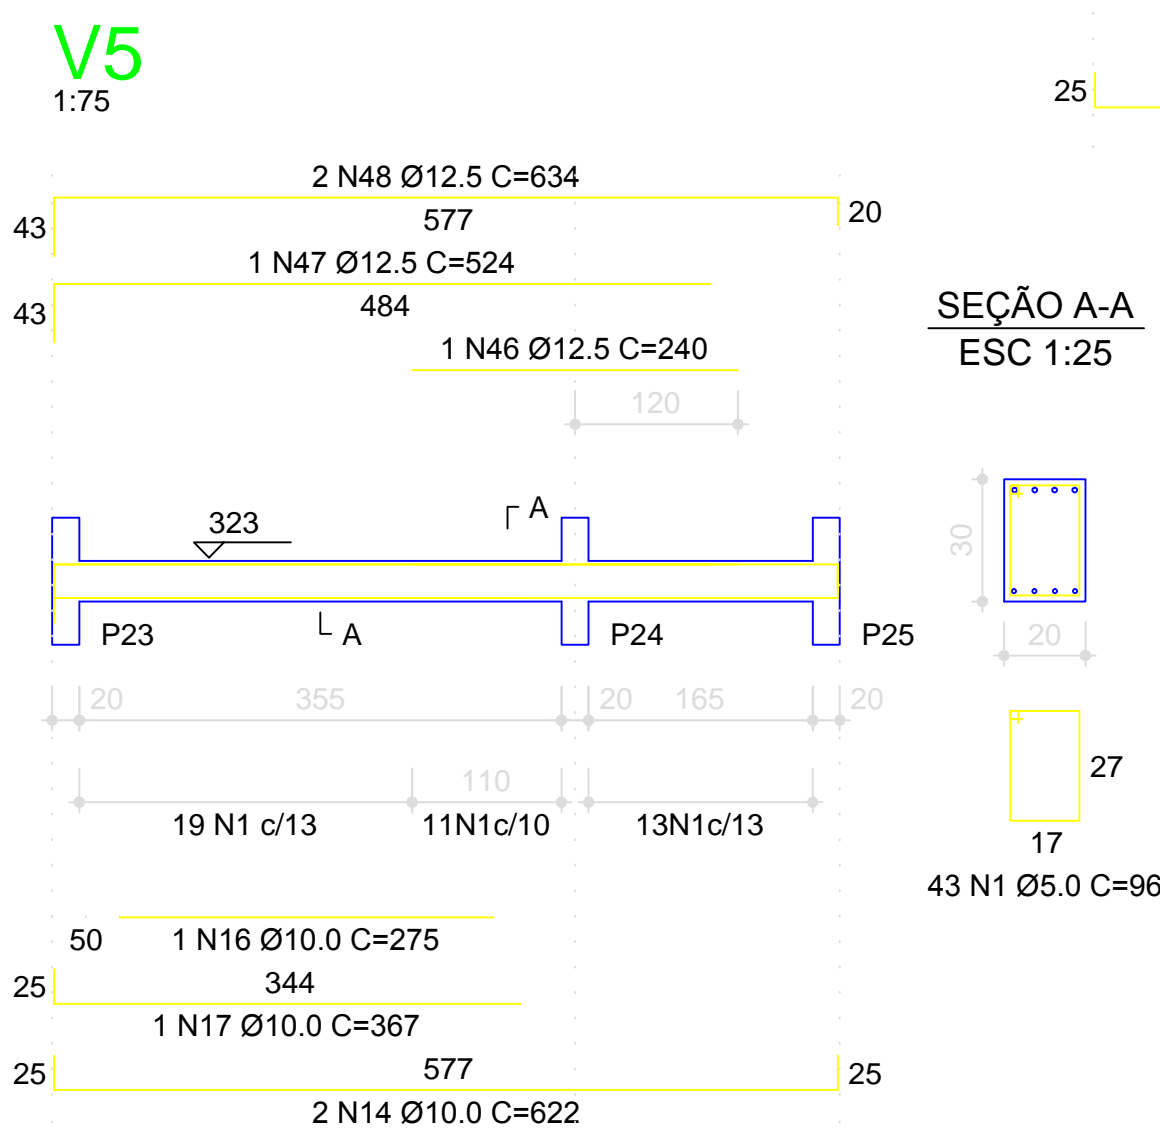 V5
1:75
25
2 N48 Ø12.5 C=634
43
577
20
1 N47 Ø12.5 C=524
43
484
1 N46 Ø12.5 C=240
120
SEÇÃO A-A
ESC 1:25
323
A
A
P23
P24
P25
30
20
20
355
20
165
20
110
19 N1 c/13
11N1c/10
13N1c/13
27
17
43 N1 Ø5.0 C=96
50
1 N16 Ø10.0 C=275
25
344
1 N17 Ø10.0 C=367
25
577
25
2 N14 Ø10.0 C=622